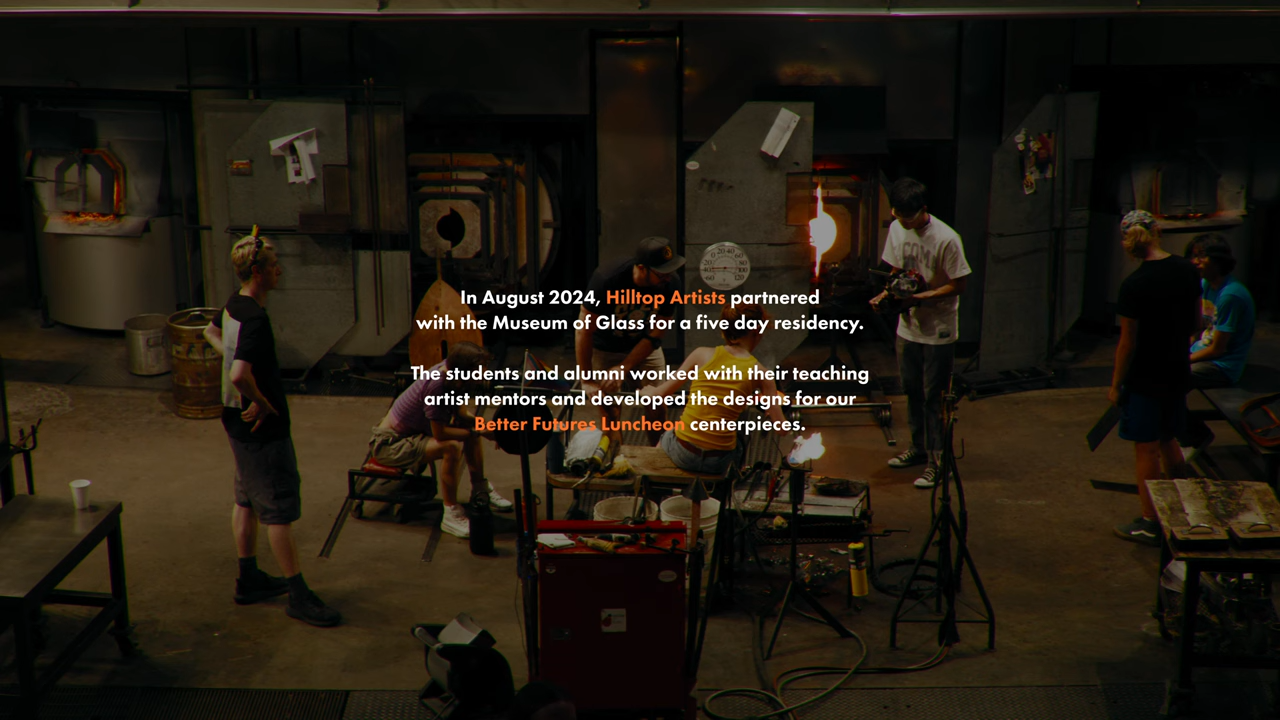 In August 2024, Hilltop Artists partnered
with the Museum of Glass for a five day residency.
The students and alumni worked with their teaching
artist mentors and developed the designs for our
Better Futures Luncheon centerpieces.